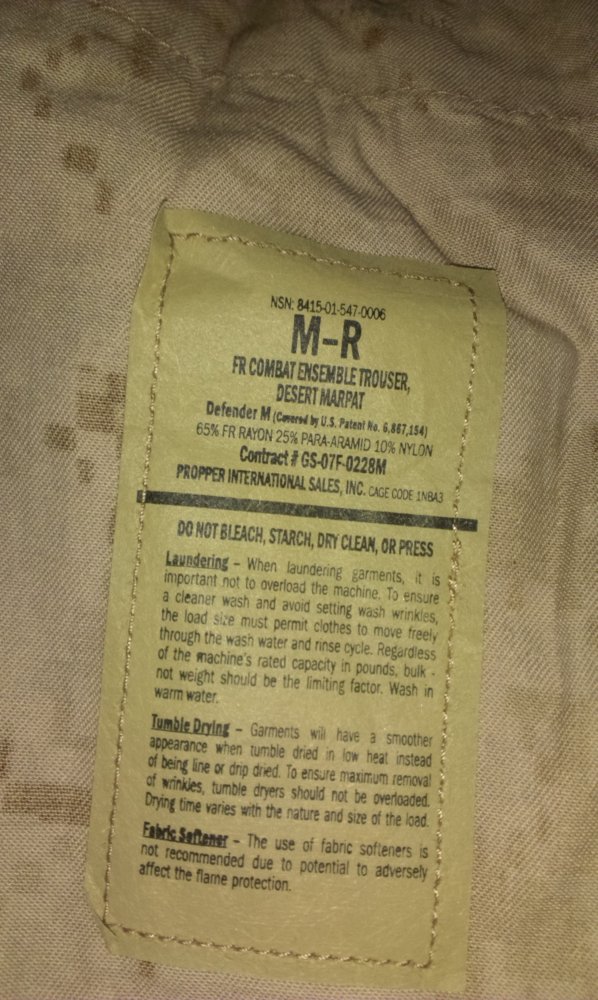 NSN: 8415-01-547-0006
M-R
FR COMBAT ENSEMBLE TROUSER,
DESERT MARPAT
Defender M (Covered by U.S. Patent No. 6,867,154)
65% FR RAYON 25% PARA-ARAMID 10% NYLON
Contract # GS-07F-0228M
PROPPER INTERNATIONAL SALES, INC. CAGE CODE 1NBA3
DO NOT BLEACH, STARCH, DRY CLEAN, OR PRESS
Laundering – When laundering garments, it is
important not to overload the machine. To ensure
a cleaner wash and avoid setting wash wrinkles,
the load size must permit clothes to move freely
through the wash water and rinse cycle. Regardless
of the machine's rated capacity in pounds, bulk -
not weight should be the limiting factor. Wash in
warm water.
Tumble Drying – Garments will have a smoother
appearance when tumble dried in low heat instead
of being line or drip dried. To ensure maximum removal
of wrinkles, tumble dryers should not be overloaded.
Drying time varies with the nature and size of the load.
Fabric Softener – The use of fabric softeners is
not recommended due to potential to adversely
affect the flame protection.